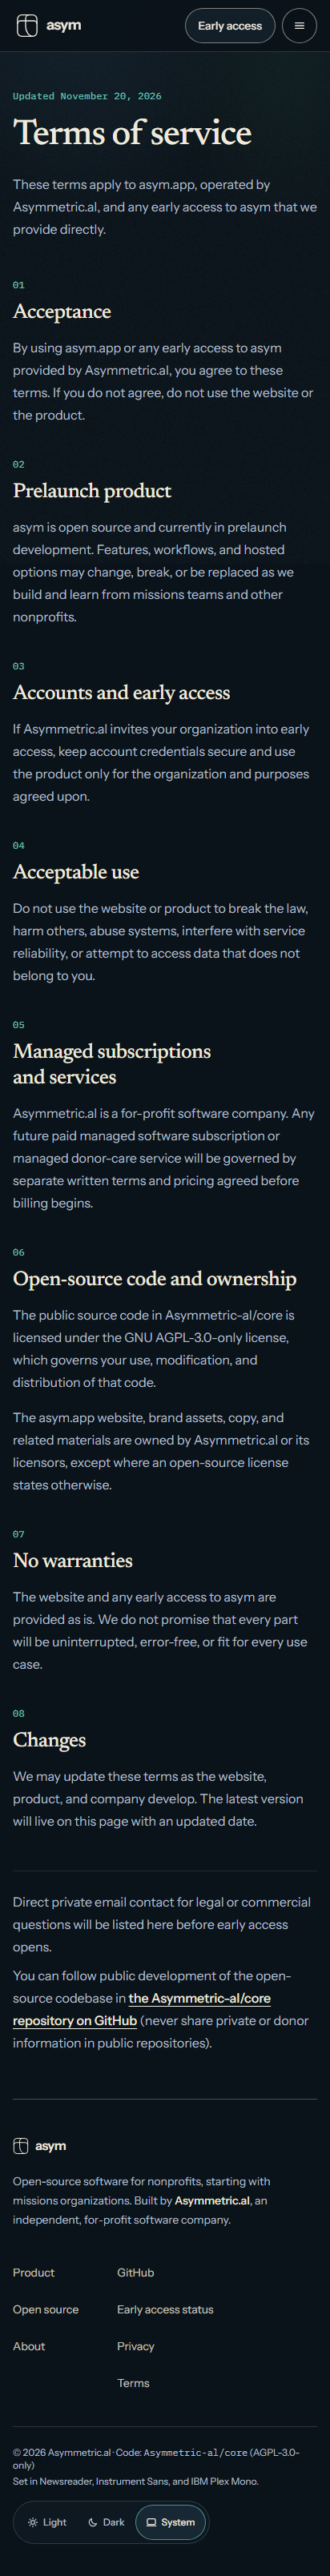 asym
Early access
Updated November 20, 2026
Terms of service
These terms apply to asym.app, operated by
Asymmetric.al, and any early access to asym that we
provide directly.
01
Acceptance
By using asym.app or any early access to asym
provided by Asymmetric.al, you agree to these
terms. If you do not agree, do not use the website or
the product.
02
Prelaunch product
asym is open source and currently in prelaunch
development. Features, workflows, and hosted
options may change, break, or be replaced as we
build and learn from missions teams and other
nonprofits.
03
Accounts and early access
If Asymmetric.al invites your organization into early
access, keep account credentials secure and use
the product only for the organization and purposes
agreed upon.
04
Acceptable use
Do not use the website or product to break the law,
harm others, abuse systems, interfere with service
reliability, or attempt to access data that does not
belong to you.
05
Managed subscriptions
and services
Asymmetric.al is a for-profit software company. Any
future paid managed software subscription or
managed donor-care service will be governed by
separate written terms and pricing agreed before
billing begins.
06
Open-source code and ownership
The public source code in Asymmetric-al/core is
licensed under the GNU AGPL-3.0-only license,
which governs your use, modification, and
distribution of that code.
The asym.app website, brand assets, copy, and
related materials are owned by Asymmetric.al or its
licensors, except where an open-source license
states otherwise.
07
No warranties
The website and any early access to asym are
provided as is. We do not promise that every part
will be uninterrupted, error-free, or fit for every use
case.
08
Changes
We may update these terms as the website,
product, and company develop. The latest version
will live on this page with an updated date.
Direct private email contact for legal or commercial
questions will be listed here before early access
opens.
You can follow public development of the open-
source codebase in the Asymmetric-al/core
repository on GitHub (never share private or donor
information in public repositories).
asym
Open-source software for nonprofits, starting with
missions organizations. Built by Asymmetric.al, an
independent, for-profit software company.
Product
GitHub
Open source
Early access status
About
Privacy
Terms
© 2026 Asymmetric.al · Code: Asymmetric-al/core (AGPL-3.0-
only)
Set in Newsreader, Instrument Sans, and IBM Plex Mono.
Light
Dark
System